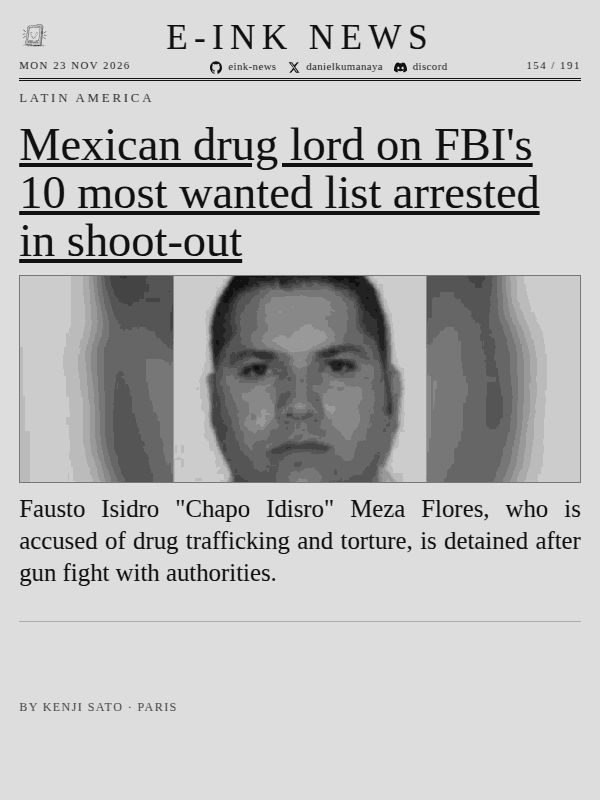 E-INK NEWS
MON 23 NOV 2026
eink-news danielkumanaya discord
154 / 191
LATIN AMERICA
Mexican drug lord on FBI's
10 most wanted list arrested
in shoot-out
Fausto Isidro "Chapo Idisro" Meza Flores, who is
accused of drug trafficking and torture, is detained after
gun fight with authorities.
BY KENJI SATO · PARIS